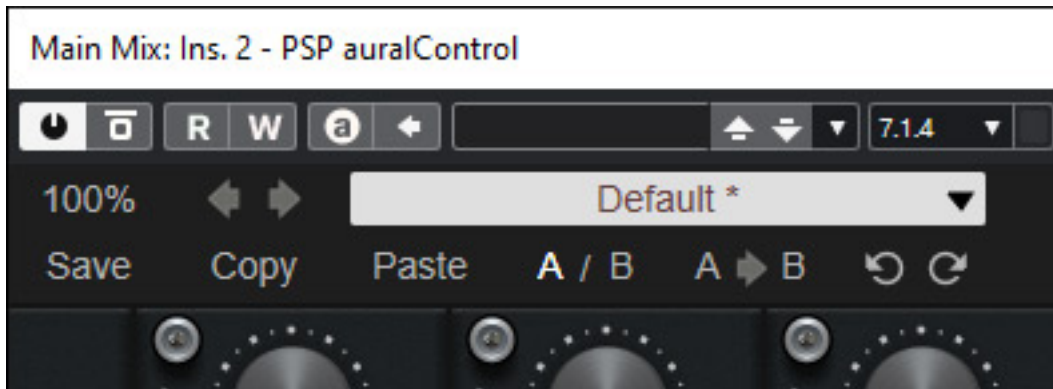 Main Mix: Ins. 2 - PSP auralControl
R W a 7.1.4
100% Default *
Save Copy Paste A / B A B